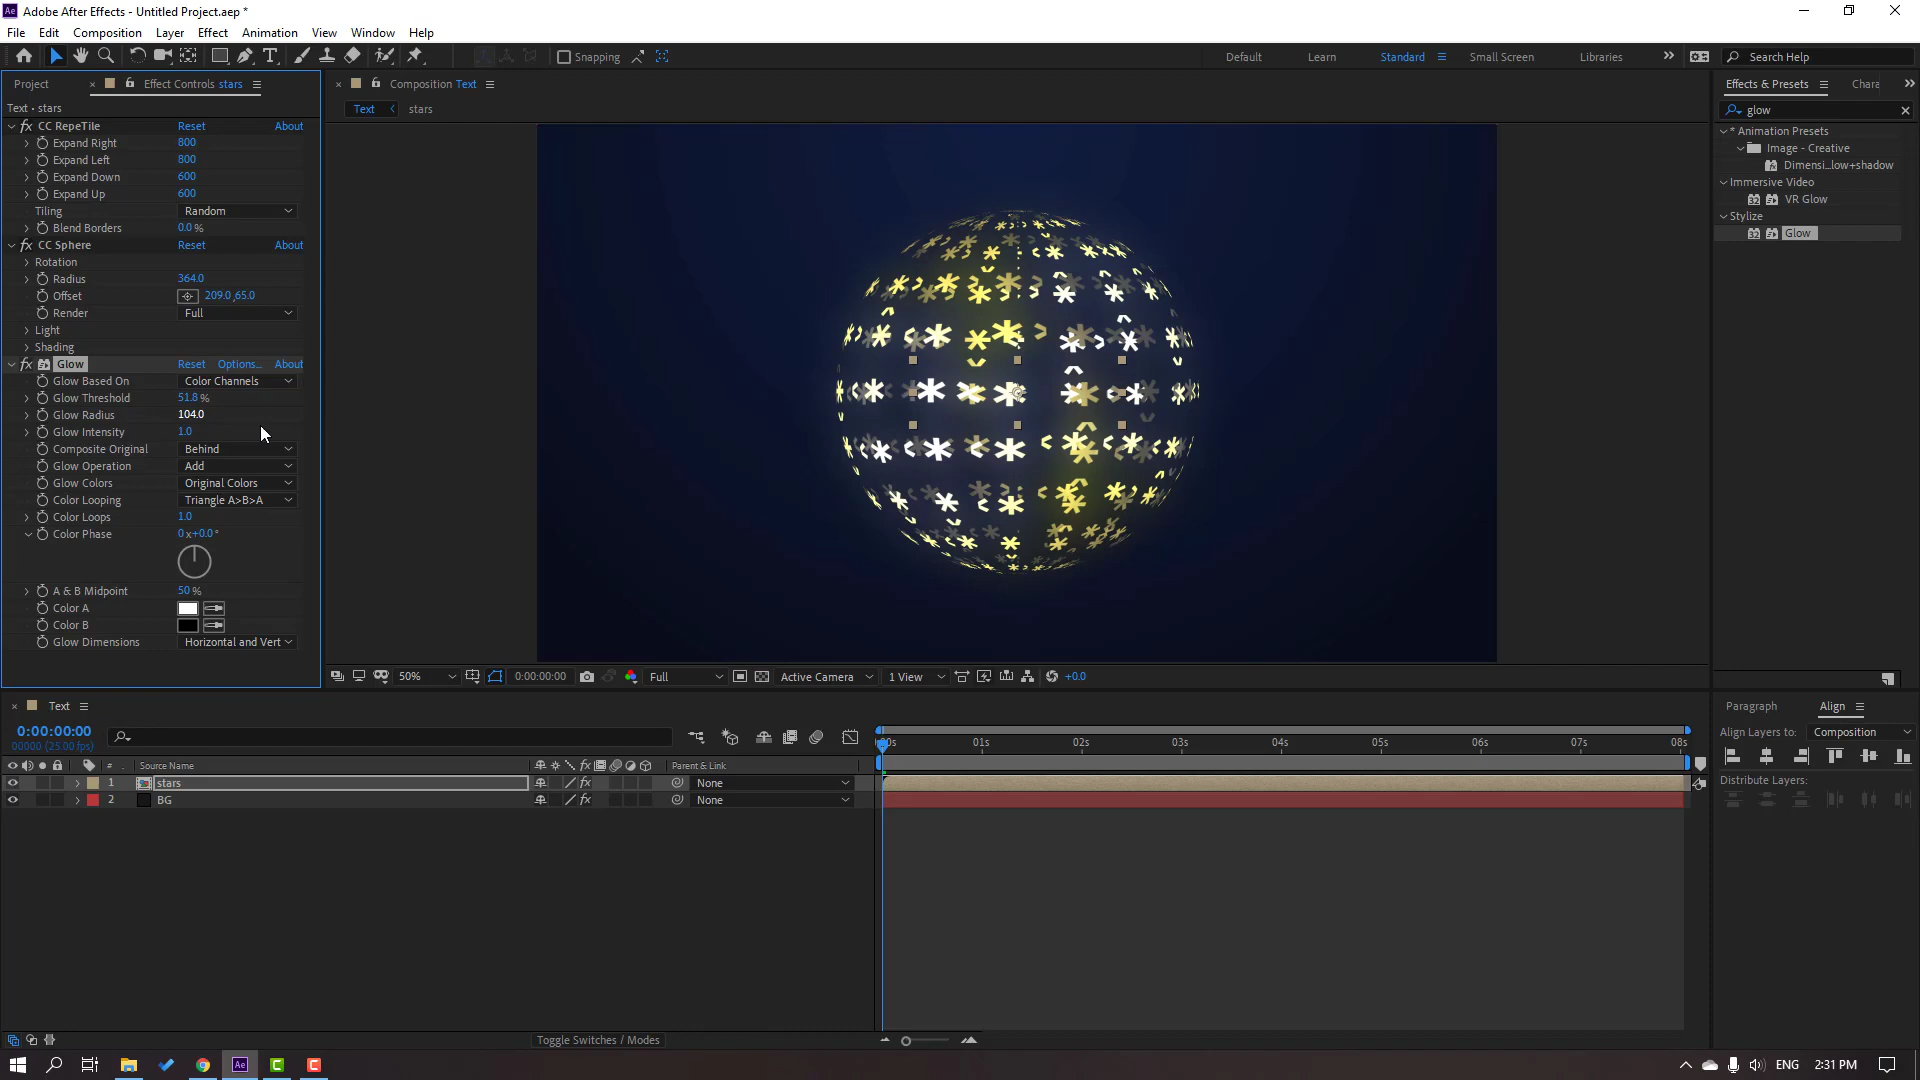 Adobe After Effects - Untitled Project.aep *
File Edit Composition Layer Effect Animation View Window Help
Snapping Default Learn Standard Small Screen Libraries Search Help
Project Effect Controls stars
Composition Text
Effects & Presets Chara
Text • stars
Text stars
glow
CC RepeTile Reset About
Expand Right 800
Expand Left 800
Expand Down 600
Expand Up 600
Tiling Random
Blend Borders 0.0 %
CC Sphere Reset About
Rotation
Radius 364.0
Offset 209.0,65.0
Render Full
Light
Shading
Glow Reset Options... About
Glow Based On Color Channels
Glow Threshold 51.8 %
Glow Radius 104.0
Glow Intensity 1.0
Composite Original Behind
Glow Operation Add
Glow Colors Original Colors
Color Looping Triangle A>B>A
Color Loops 1.0
Color Phase 0x+0.0°
A & B Midpoint 50 %
Color A
Color B
Glow Dimensions Horizontal and Vert
* Animation Presets
Image - Creative
Dimensi...low+shadow
Immersive Video
32 VR Glow
Stylize
32 Glow
50% 0:00:00:00 Full Active Camera 1 View +0.0
Text
0:00:00:00
00000 (25.00 fps)
# Source Name Parent & Link
1 stars None
2 BG None
01s 02s 03s 04s 05s 06s 07s 08s
Paragraph Align
Align Layers to: Composition
Distribute Layers:
Toggle Switches / Modes
Ae ENG 2:31 PM